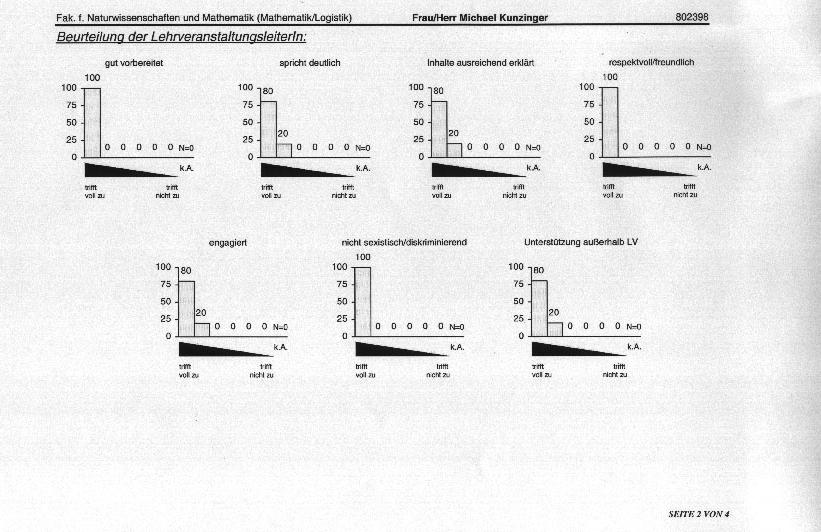 Fak. f. Naturwissenschaften und Mathematik (Mathematik/Logistik) Frau/Herr Michael Kunzinger 802398
Beurteilung der LehrveranstaltungsleiterIn:
gut vorbereitet spricht deutlich Inhalte ausreichend erklärt respektvoll/freundlich
100 100
100 100 80 100 80 100
75 75 75 75
50 50 20 50 20 50
25 0 0 0 0 0 N=0 25 0 0 0 0 N=0 25 0 0 0 0 N=0 25 0 0 0 0 0 N=0
0 0 0 0
k.A. k.A. k.A. k.A.
trifft trifft trifft trifft trifft trifft trifft trifft
voll zu nicht zu voll zu nicht zu voll zu nicht zu voll zu nicht zu
engagiert nicht sexistisch/diskriminierend Unterstützung außerhalb LV
100
100 80 100 100 80
75 75 75
50 50 50
25 20 25 25 20
0 0 0 0 N=0 0 0 0 0 0 N=0 0 0 0 0 N=0
0 0 0
k.A. k.A. k.A.
trifft trifft trifft trifft trifft trifft
voll zu nicht zu voll zu nicht zu voll zu nicht zu
SEITE 2 VON 4